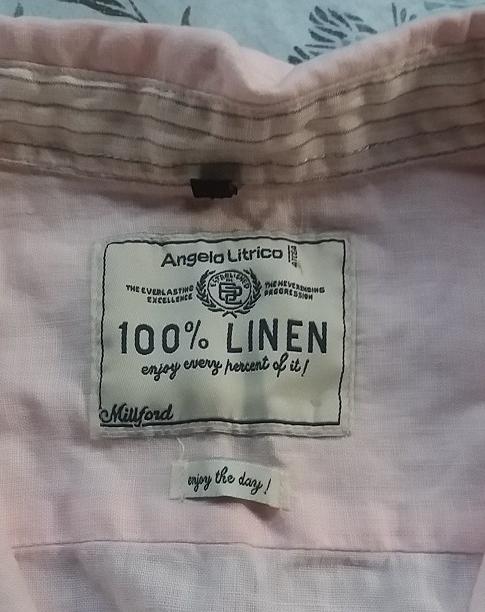 Angelo Litrico
ESTABLISHED
THE EVERLASTING
EXCELLENCE
THE NEVERENDING
PROGRESSION
100% LINEN
enjoy every percent of it!
Millford
enjoy the day!